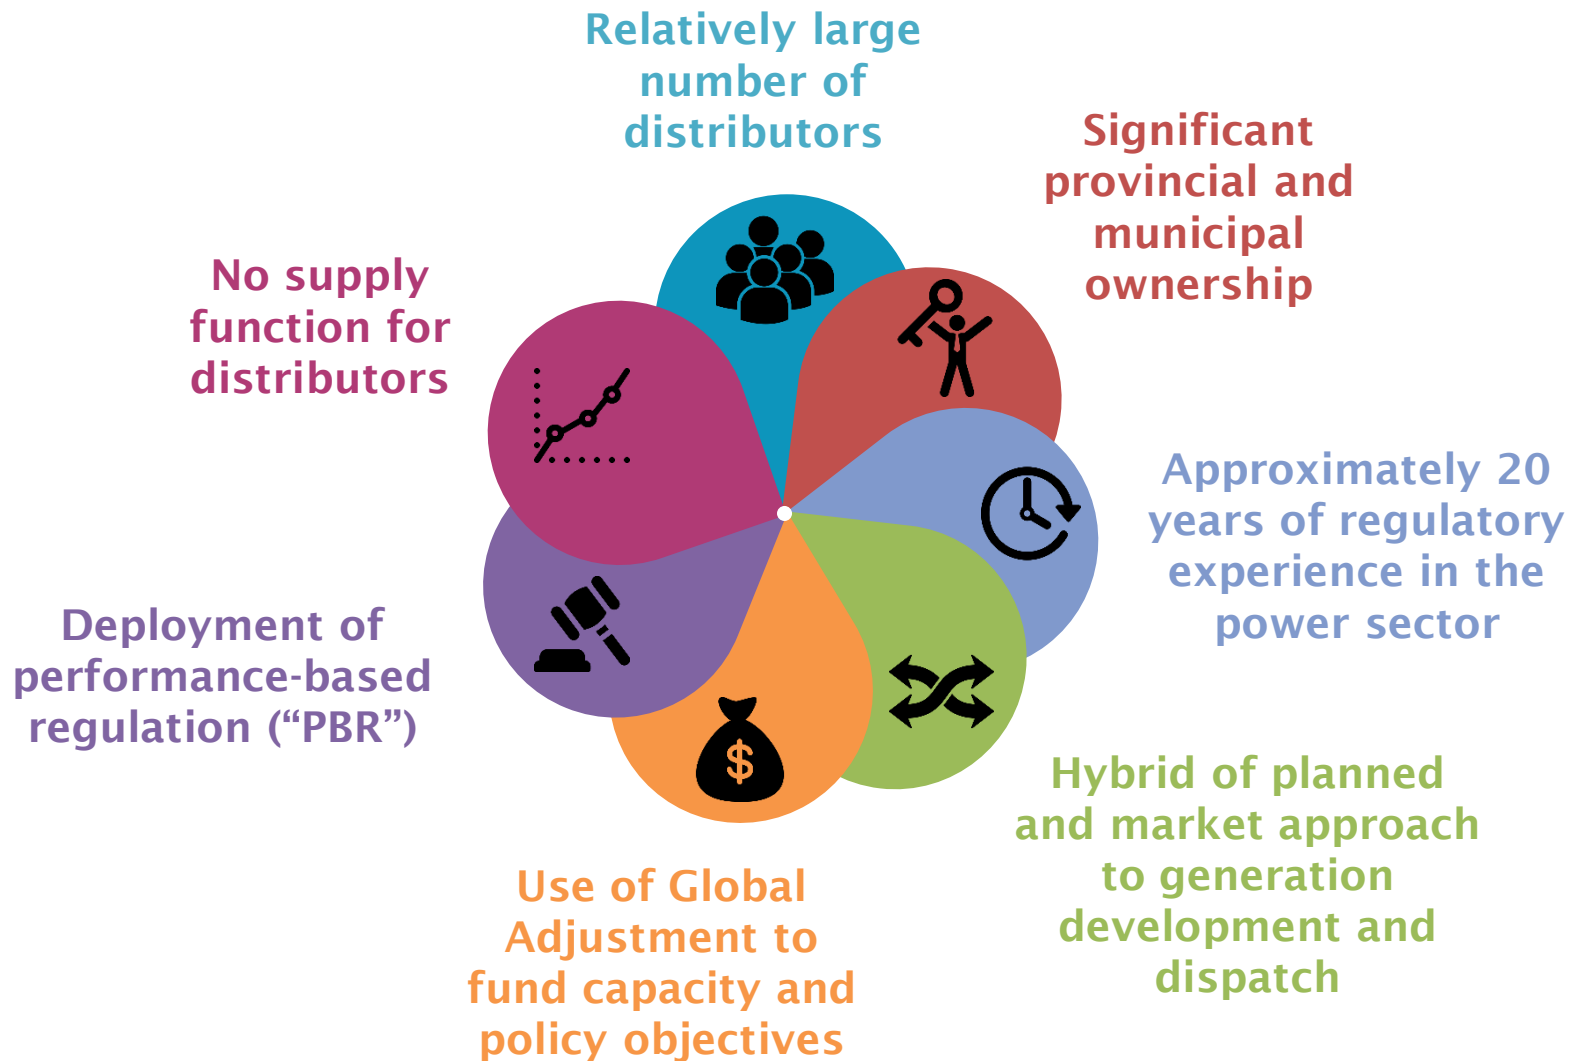 Relatively large
number of
distributors
Significant
provincial and
municipal
ownership
Approximately 20
years of regulatory
experience in the
power sector
Hybrid of planned
and market approach
to generation
development and
dispatch
Use of Global
Adjustment to
fund capacity and
policy objectives
Deployment of
performance-based
regulation (“PBR”)
No supply
function for
distributors
$